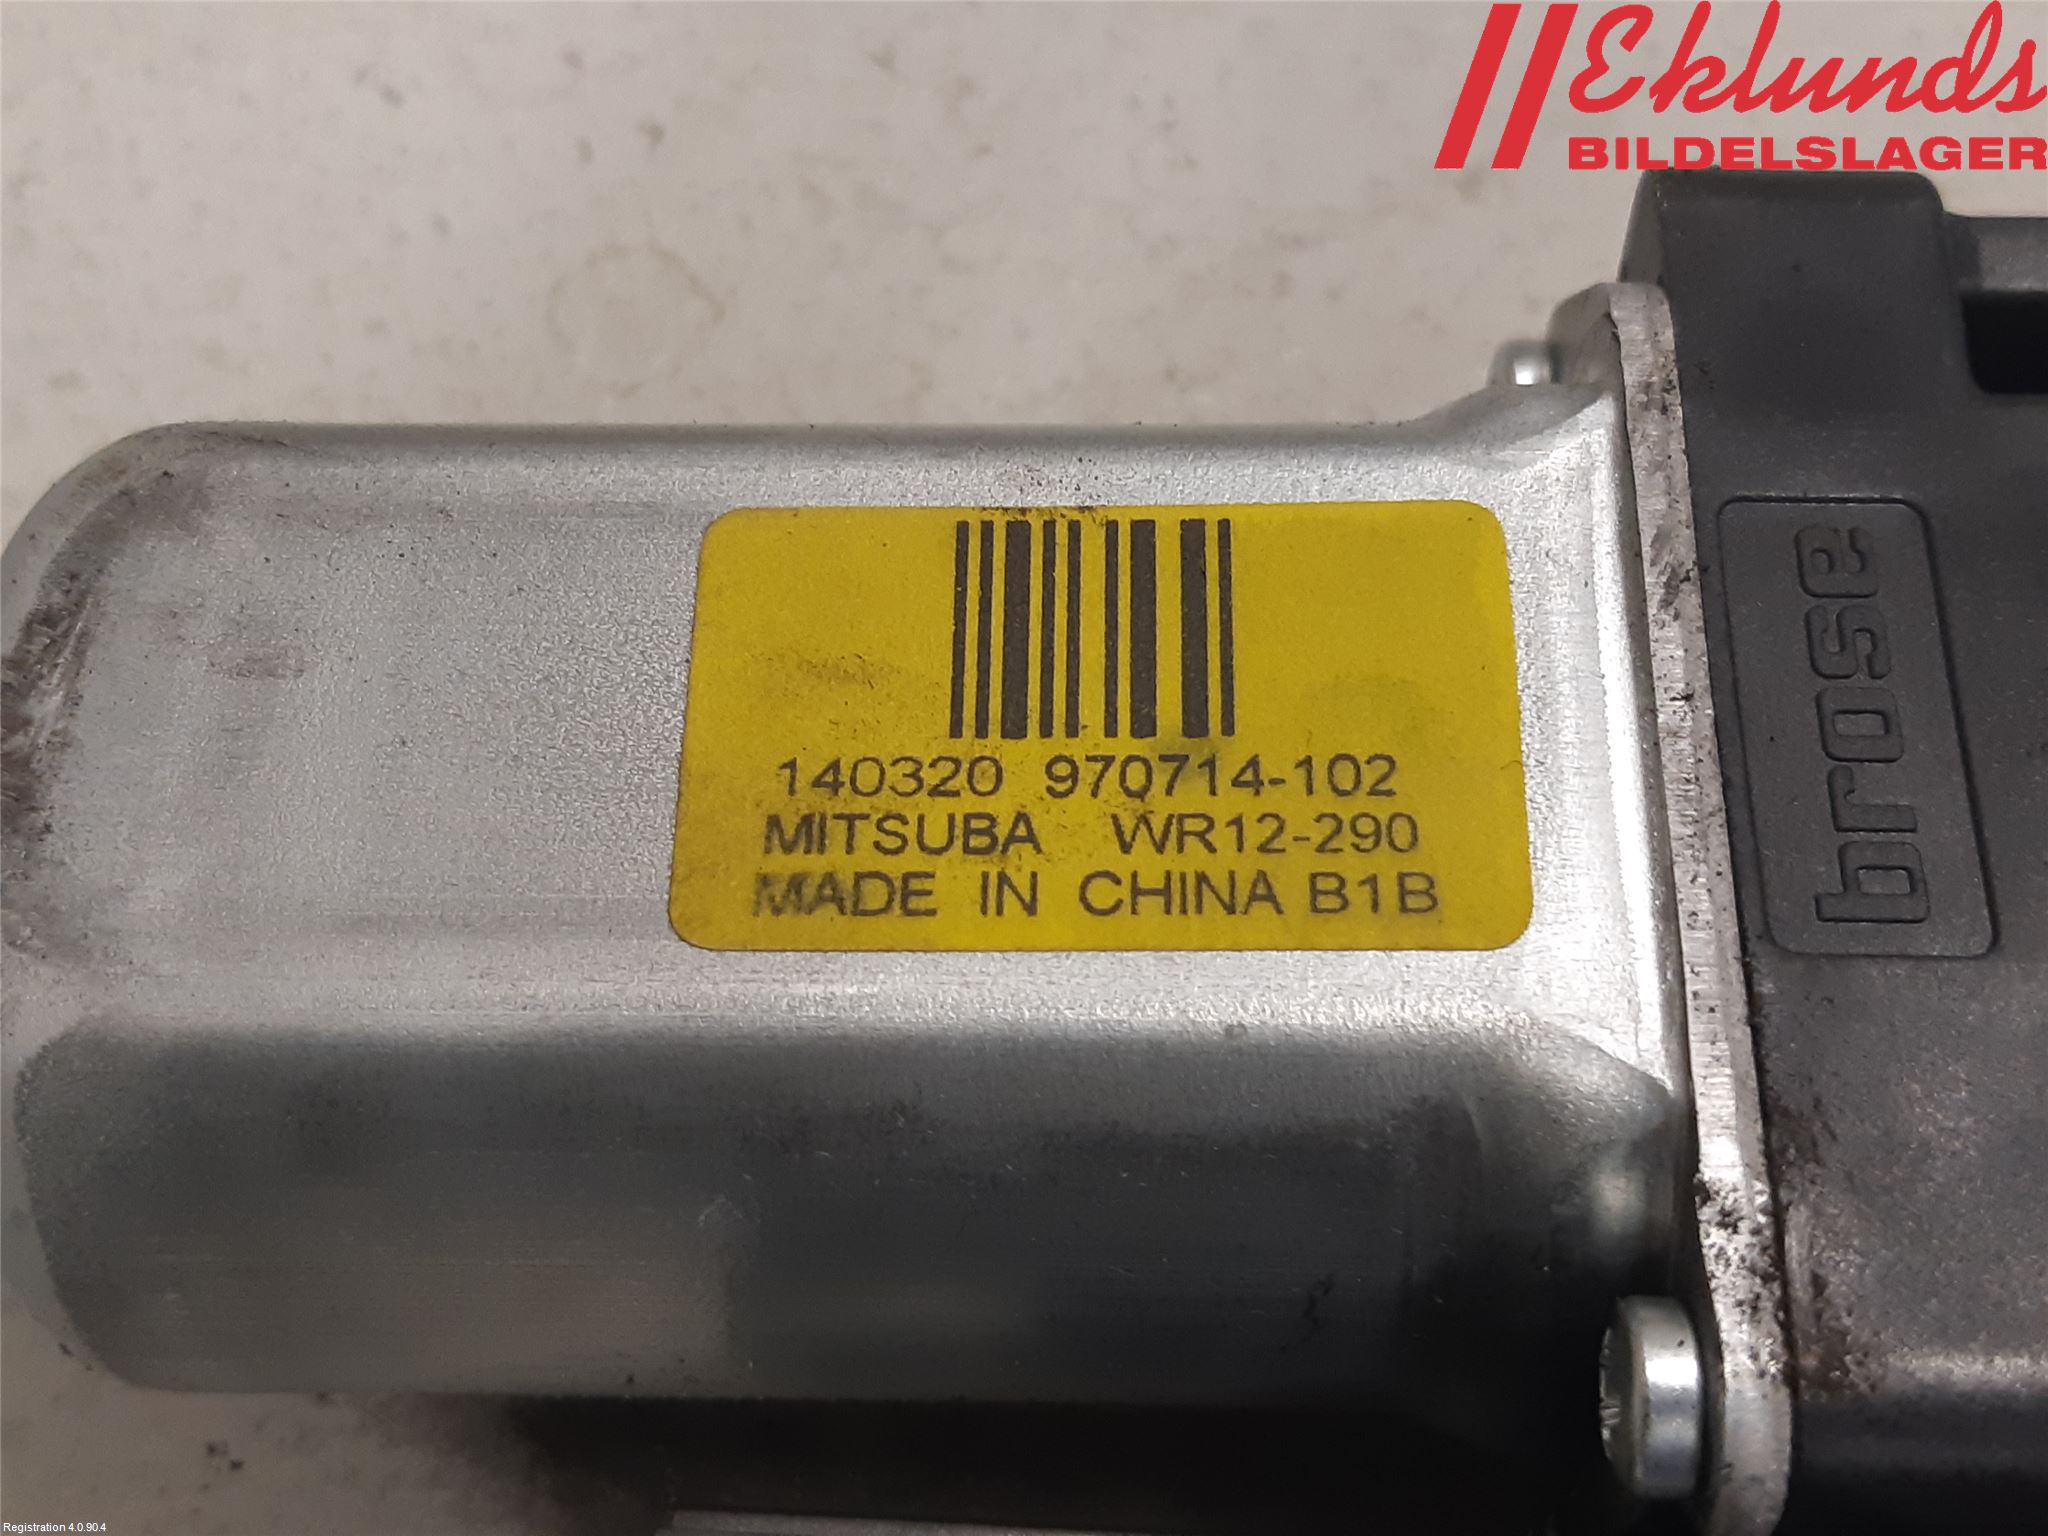 Eklunds
BILDELSLAGER
140320 970714-102
MITSUBA WR12-290
MADE IN CHINA B1B
brose
Registration 4.0.90.4